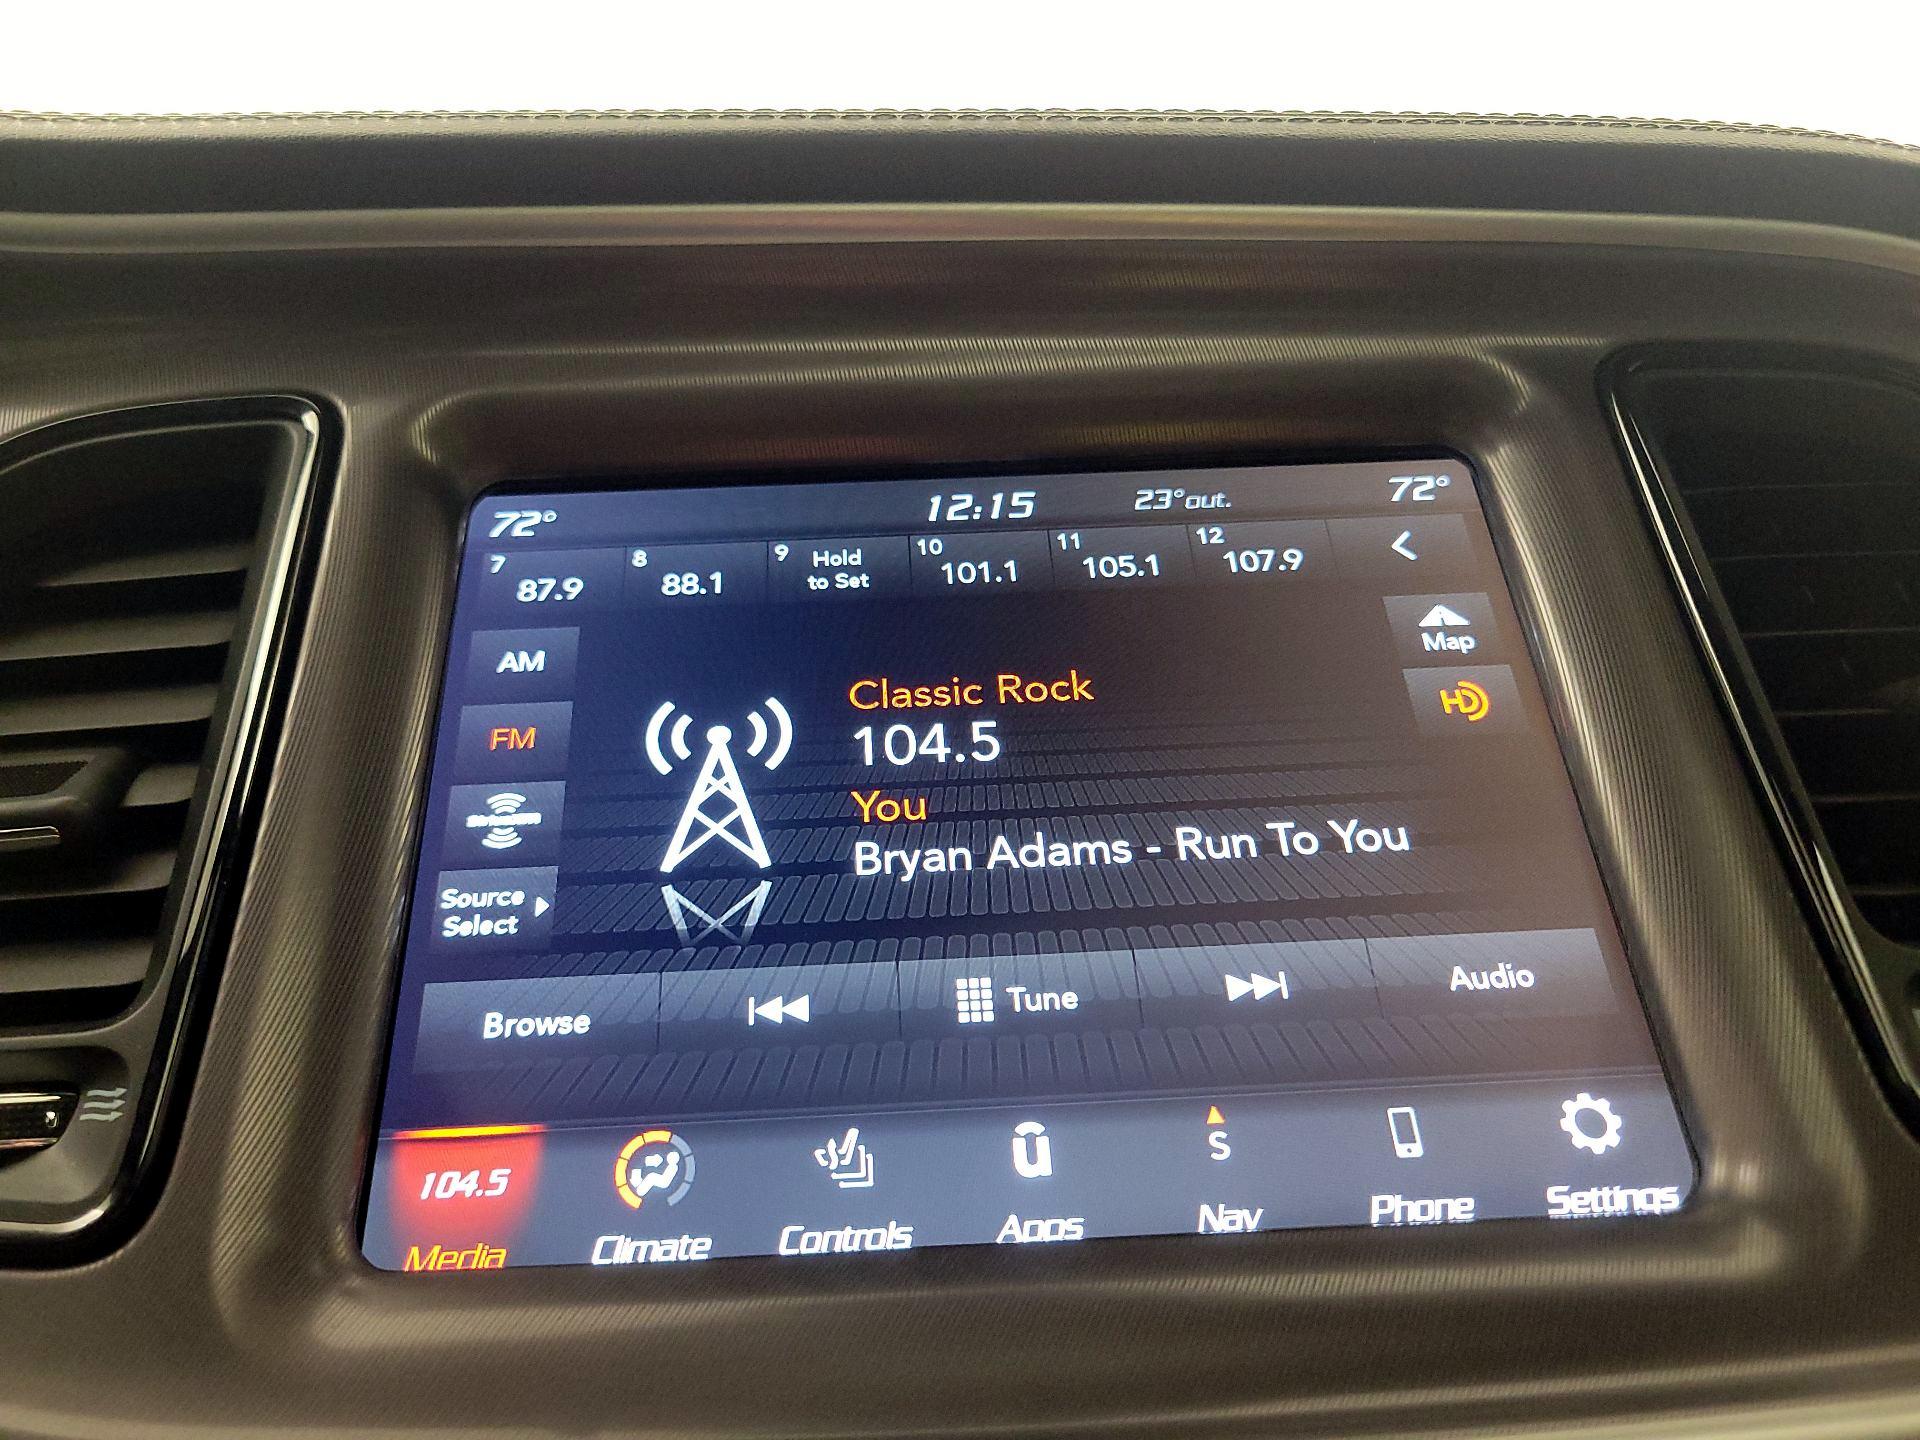 72° 12:15 23° out. 72°
7 87.9 8 88.1 9 Hold to Set 10 101.1 11 105.1 12 107.9
AM
Map
FM
HD
Classic Rock
104.5
You
Bryan Adams - Run To You
SiriusXM
Source
Select
Browse Tune Audio
104.5 u S
Media Climate Controls Apps Nav Phone Settings